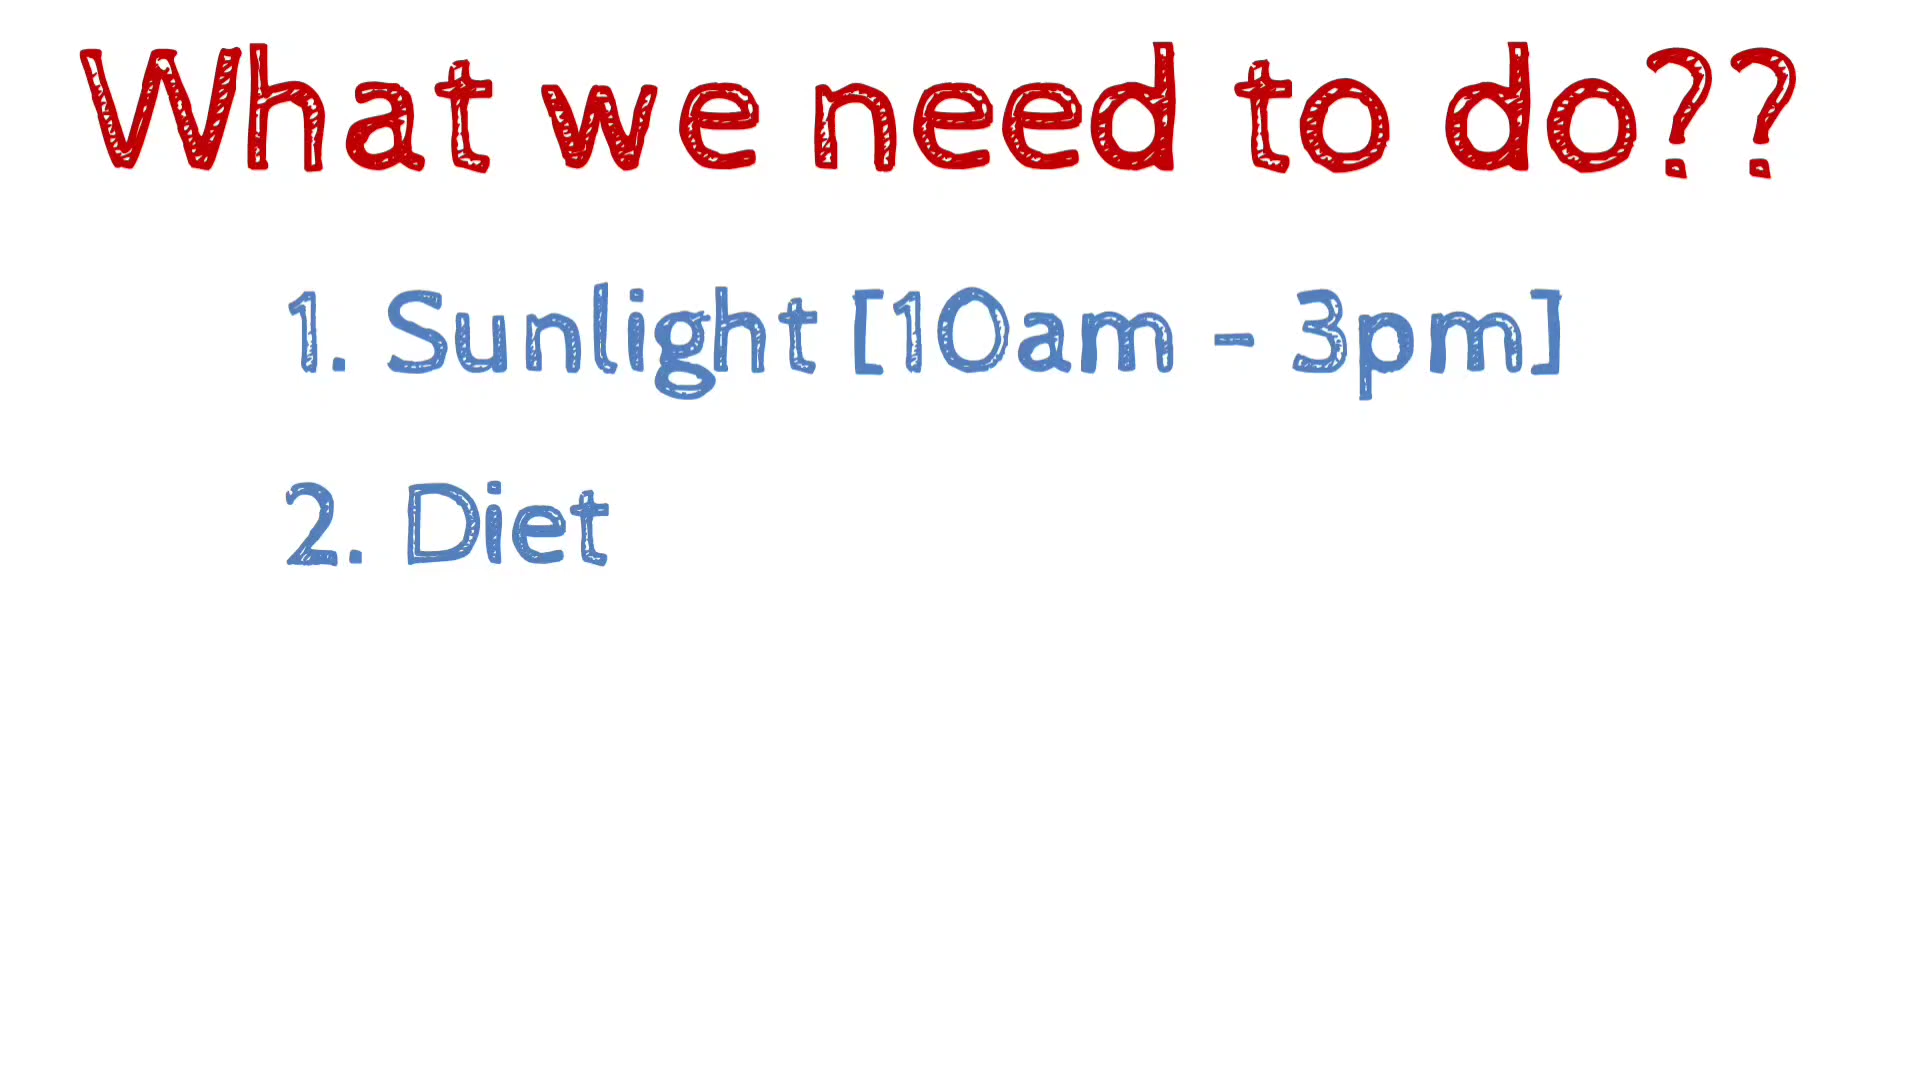 What we need to do??
1. Sunlight [10am - 3pm]
2. Diet